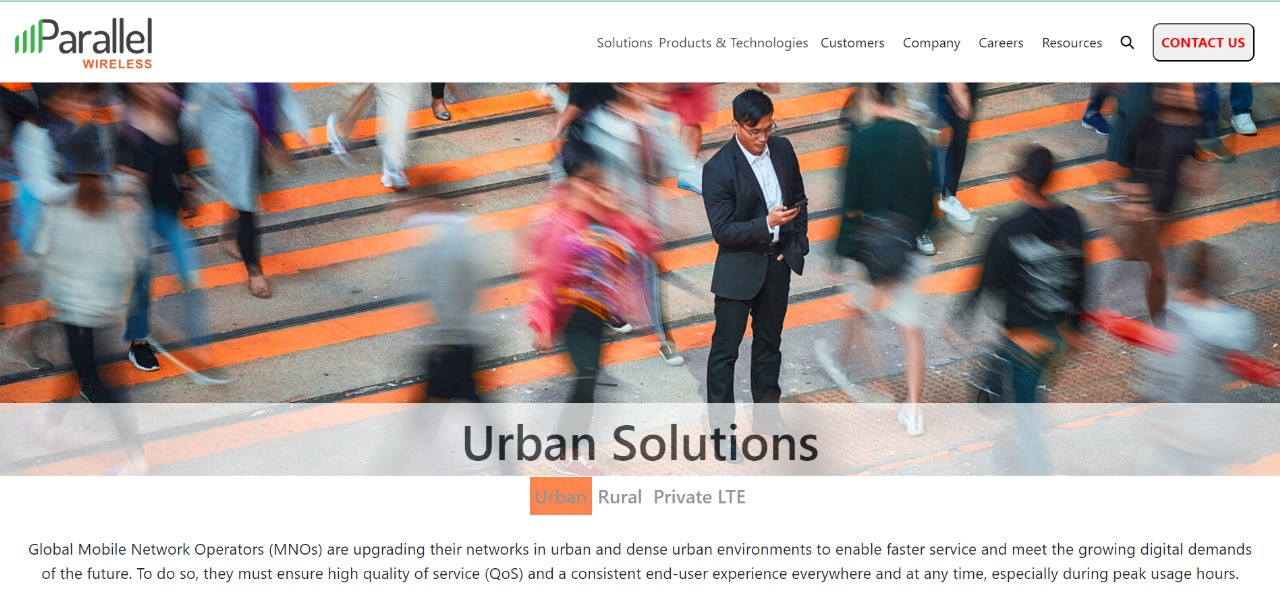 Parallel
WIRELESS
Solutions Products & Technologies Customers Company Careers Resources CONTACT US
Urban Solutions
Urban Rural Private LTE
Global Mobile Network Operators (MNOs) are upgrading their networks in urban and dense urban environments to enable faster service and meet the growing digital demands
of the future. To do so, they must ensure high quality of service (QoS) and a consistent end-user experience everywhere and at any time, especially during peak usage hours.